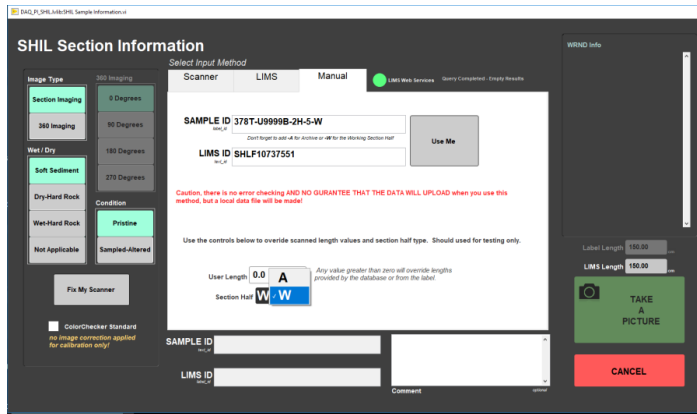 DAQ_PI_SHIL.lvlib:SHIL Sample Information.vi
SHIL Section Information
Image Type
Section Imaging
360 Imaging
Wet / Dry
Soft Sediment
Dry-Hard Rock
Wet-Hard Rock
Not Applicable
360 Imaging
0 Degrees
90 Degrees
180 Degrees
270 Degrees
Condition
Pristine
Sampled-Altered
Fix My Scanner
ColorChecker Standard
no image correction applied
for calibration only!
Select Input Method
Scanner
LIMS
Manual
LIMS Web Services
Query Completed - Empty Results
SAMPLE ID
378T-U9999B-2H-5-W
Don't forget to add -A for Archive or -W for the Working Section Half
LIMS ID
SHLF10737551
text_id
Use Me
Caution, there is no error checking AND NO GURANTEE THAT THE DATA WILL UPLOAD when you use this
method, but a local data file will be made!
Use the controls below to overide scanned length values and section half type. Should used for testing only.
User Length
0.0
Any value greater than zero will override lengths
provided by the database or from the label.
Section Half
W
A
✓W
SAMPLE ID
LIMS ID
Comment
optional
WRND Info
Label Length
150.00
LIMS Length
150.00
TAKE
A
PICTURE
CANCEL